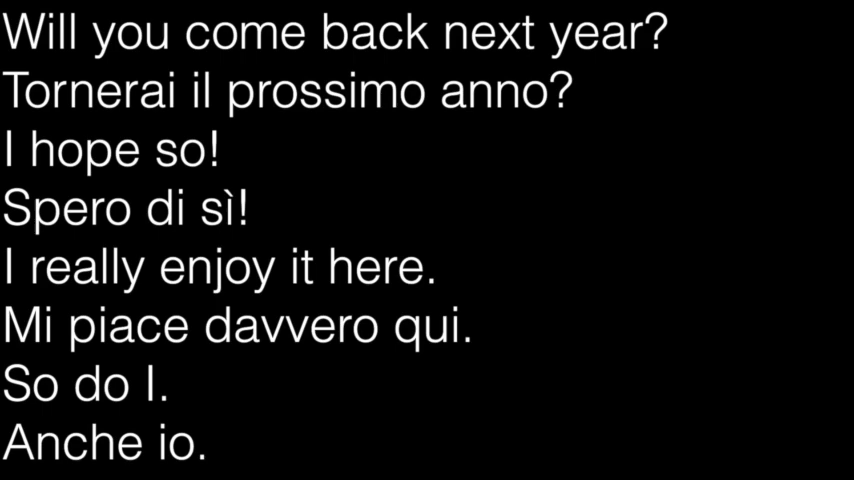 Will you come back next year?
Tornerai il prossimo anno?
I hope so!
Spero di sì!
I really enjoy it here.
Mi piace davvero qui.
So do I.
Anche io.